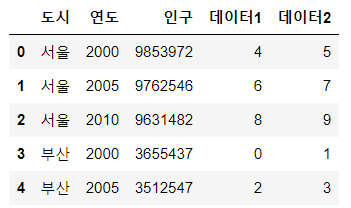 도시 연도 인구 데이터1 데이터2
0 서울 2000 9853972 4 5
1 서울 2005 9762546 6 7
2 서울 2010 9631482 8 9
3 부산 2000 3655437 0 1
4 부산 2005 3512547 2 3